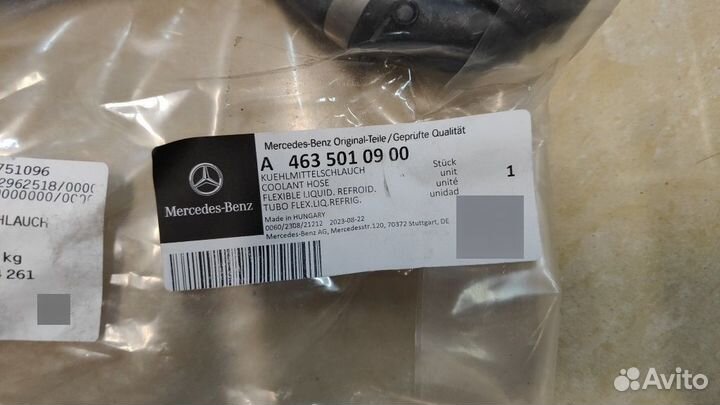 751096
2962518/0000
HLAUCH
kg
261
Mercedes-Benz
Mercedes-Benz Original-Teile/Geprüfte Qualität
A 463 501 09 00
KUEHLMITTELSCHLAUCH
COOLANT HOSE
FLEXIBLE LIQUID. REFROID.
TUBO FLEX.LIQ.REFRIG.
Stück
unit
unité
unidad
1
Made in HUNGARY
0060/2308/21212 2023-08-22
Mercedes-Benz AG, Mercedesstr.120, 70372 Stuttgart, DE
Avito